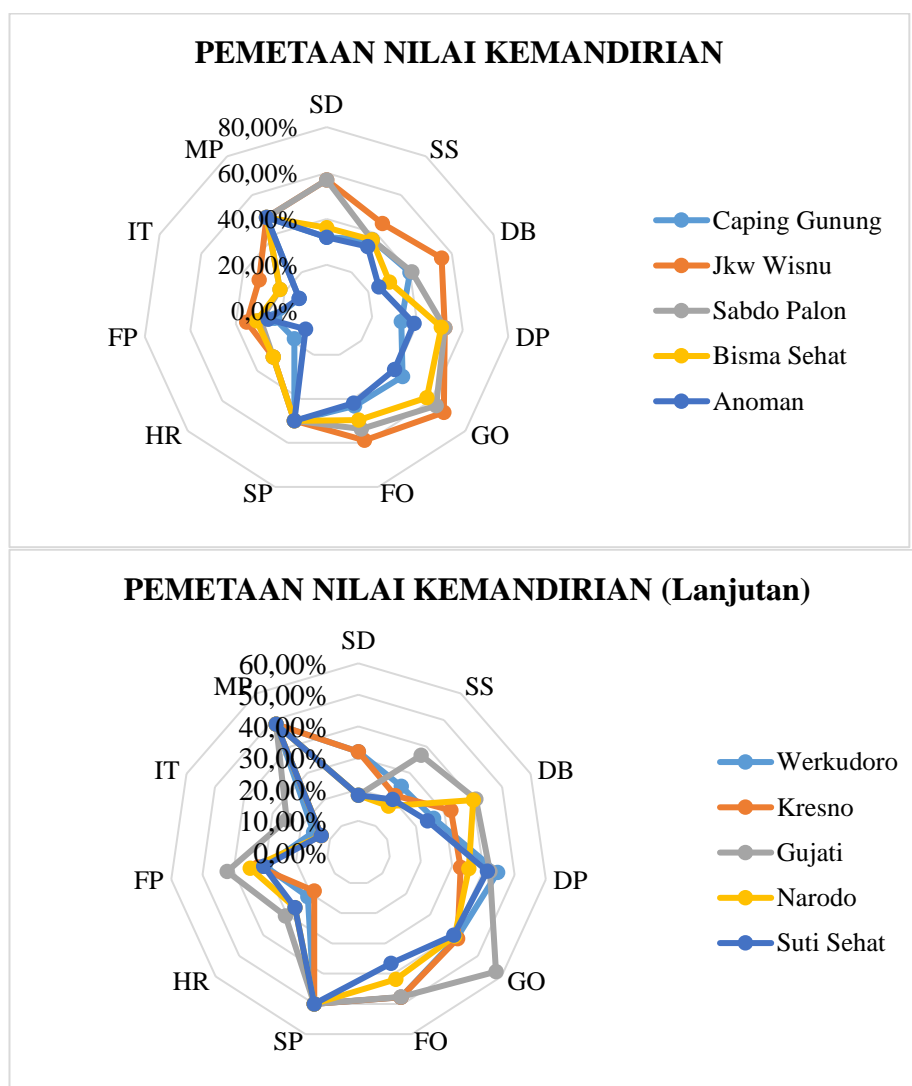 PEMETAAN NILAI KEMANDIRIAN
SD
SS
DB
DP
GO
FO
SP
HR
FP
IT
MP
80,00%
60,00%
40,00%
20,00%
0,00%
Caping Gunung
Jkw Wisnu
Sabdo Palon
Bisma Sehat
Anoman
PEMETAAN NILAI KEMANDIRIAN (Lanjutan)
SD
SS
DB
DP
GO
FO
SP
HR
FP
IT
MP
60,00%
50,00%
40,00%
30,00%
20,00%
10,00%
0,00%
Werkudoro
Kresno
Gujati
Narodo
Suti Sehat